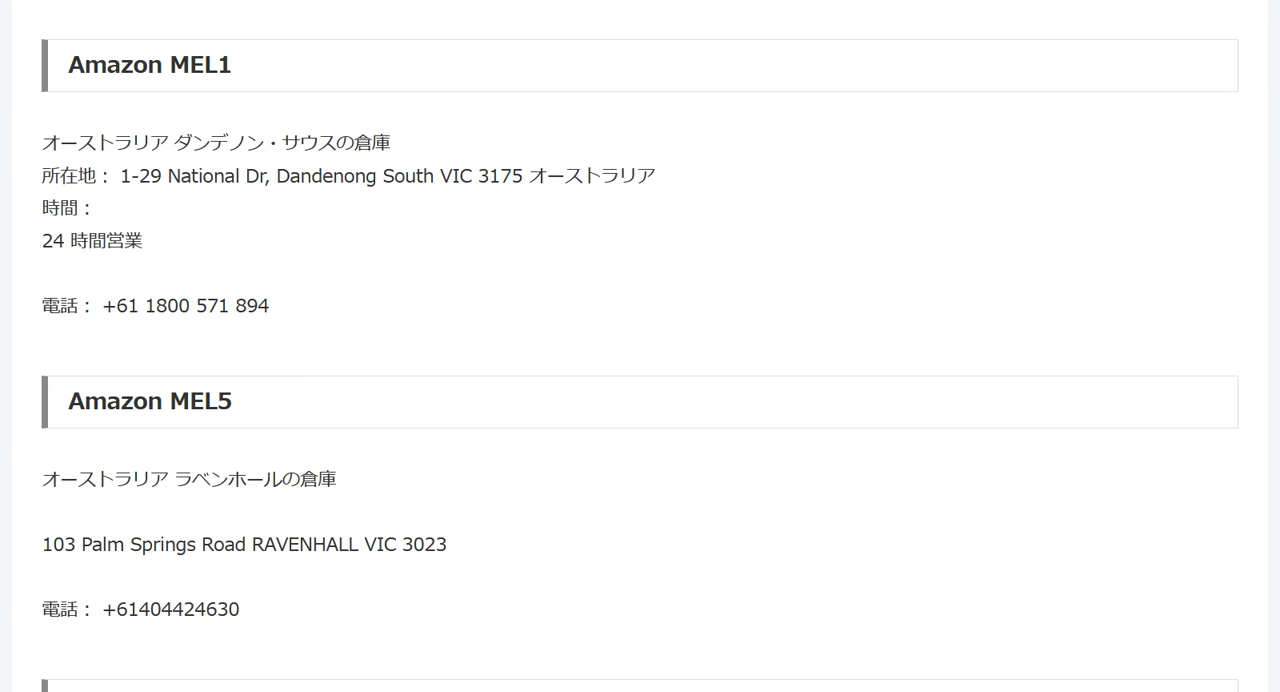 Amazon MEL1
オーストラリア ダンデノン・サウスの倉庫
所在地： 1-29 National Dr, Dandenong South VIC 3175 オーストラリア
時間：
24 時間営業
電話： +61 1800 571 894
Amazon MEL5
オーストラリア ラベンホールの倉庫
103 Palm Springs Road RAVENHALL VIC 3023
電話： +61404424630